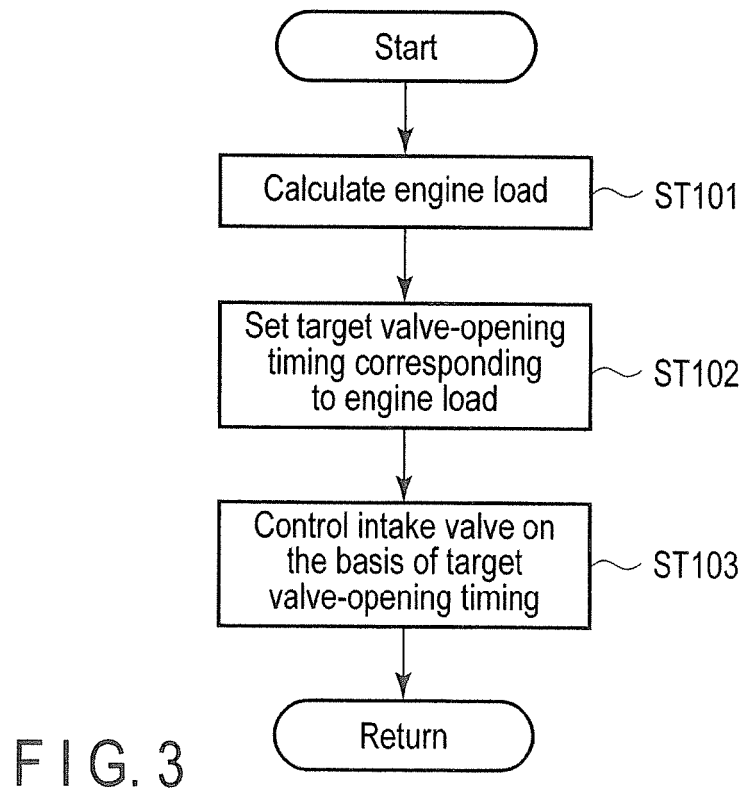 Start
Calculate engine load
ST101
Set target valve-opening
timing corresponding
to engine load
ST102
Control intake valve on
the basis of target
valve-opening timing
ST103
Return
FIG. 3